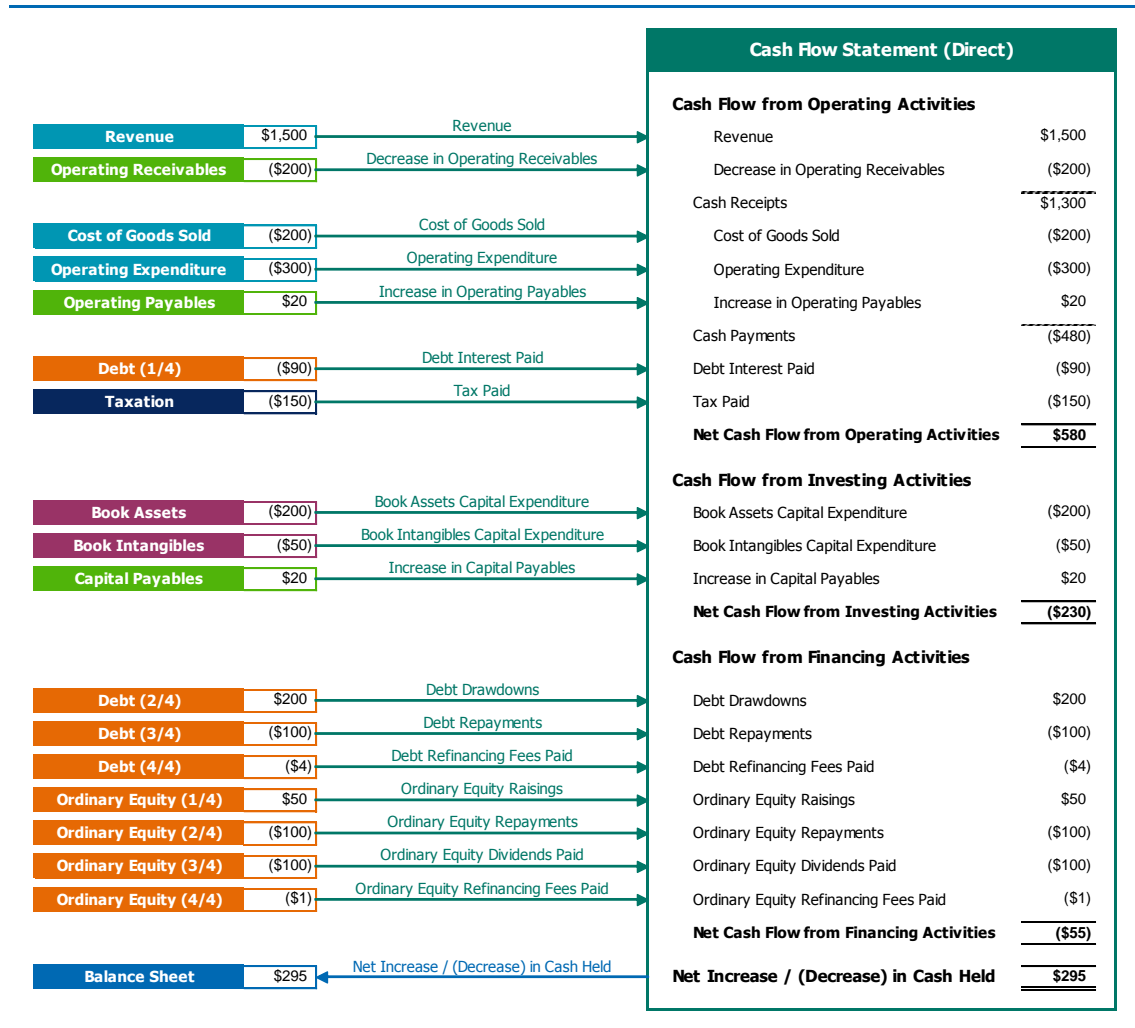 Cash Flow Statement (Direct)
Cash Flow from Operating Activities
Revenue $1,500 Revenue Revenue $1,500
Operating Receivables ($200) Decrease in Operating Receivables Decrease in Operating Receivables ($200)
Cash Receipts $1,300
Cost of Goods Sold ($200) Cost of Goods Sold Cost of Goods Sold ($200)
Operating Expenditure ($300) Operating Expenditure Operating Expenditure ($300)
Operating Payables $20 Increase in Operating Payables Increase in Operating Payables $20
Cash Payments ($480)
Debt (1/4) ($90) Debt Interest Paid Debt Interest Paid ($90)
Taxation ($150) Tax Paid Tax Paid ($150)
Net Cash Flow from Operating Activities $580
Cash Flow from Investing Activities
Book Assets ($200) Book Assets Capital Expenditure Book Assets Capital Expenditure ($200)
Book Intangibles ($50) Book Intangibles Capital Expenditure Book Intangibles Capital Expenditure ($50)
Capital Payables $20 Increase in Capital Payables Increase in Capital Payables $20
Net Cash Flow from Investing Activities ($230)
Cash Flow from Financing Activities
Debt (2/4) $200 Debt Drawdowns Debt Drawdowns $200
Debt (3/4) ($100) Debt Repayments Debt Repayments ($100)
Debt (4/4) ($4) Debt Refinancing Fees Paid Debt Refinancing Fees Paid ($4)
Ordinary Equity (1/4) $50 Ordinary Equity Raisings Ordinary Equity Raisings $50
Ordinary Equity (2/4) ($100) Ordinary Equity Repayments Ordinary Equity Repayments ($100)
Ordinary Equity (3/4) ($100) Ordinary Equity Dividends Paid Ordinary Equity Dividends Paid ($100)
Ordinary Equity (4/4) ($1) Ordinary Equity Refinancing Fees Paid Ordinary Equity Refinancing Fees Paid ($1)
Net Cash Flow from Financing Activities ($55)
Balance Sheet $295 Net Increase / (Decrease) in Cash Held Net Increase / (Decrease) in Cash Held $295